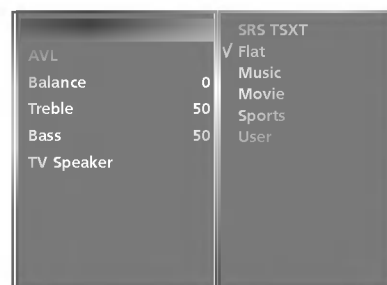 AVL
Balance 0
Treble 50
Bass 50
TV Speaker
SRS TSXT
√ Flat
Music
Movie
Sports
User